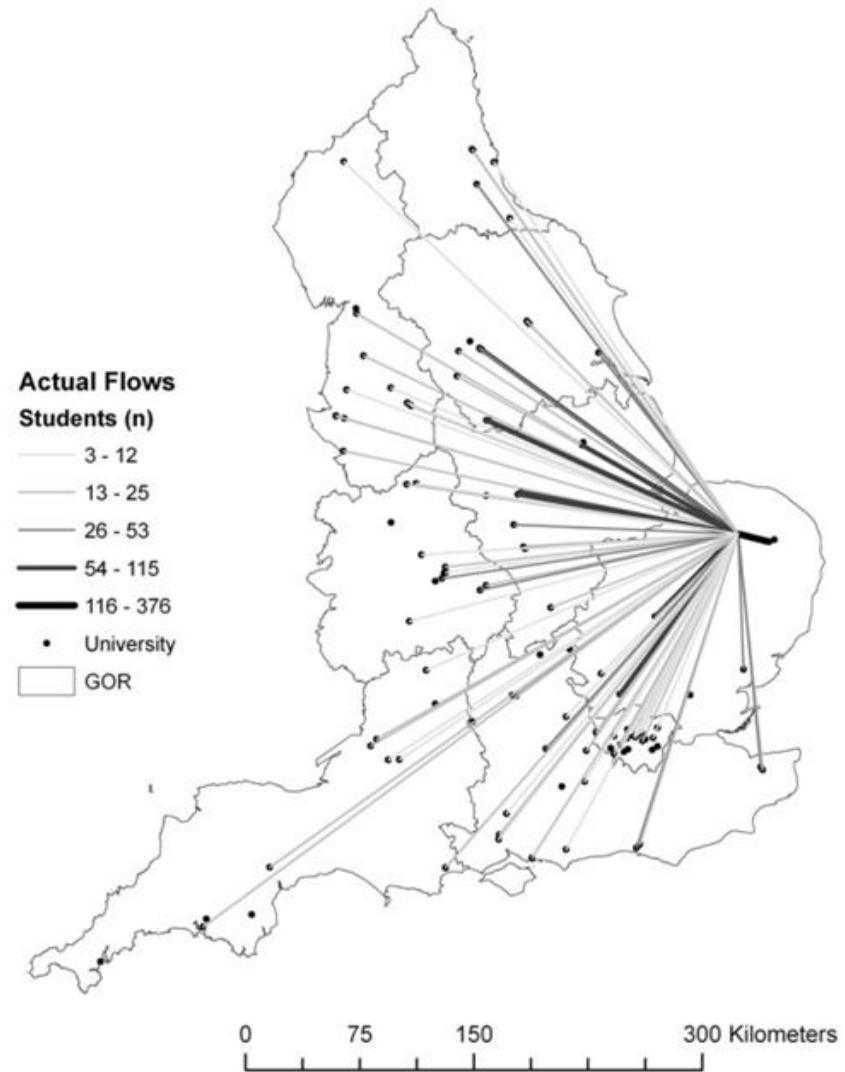 Actual Flows
Students (n)
3 - 12
13 - 25
26 - 53
54 - 115
116 - 376
University
GOR
0 75 150 300 Kilometers